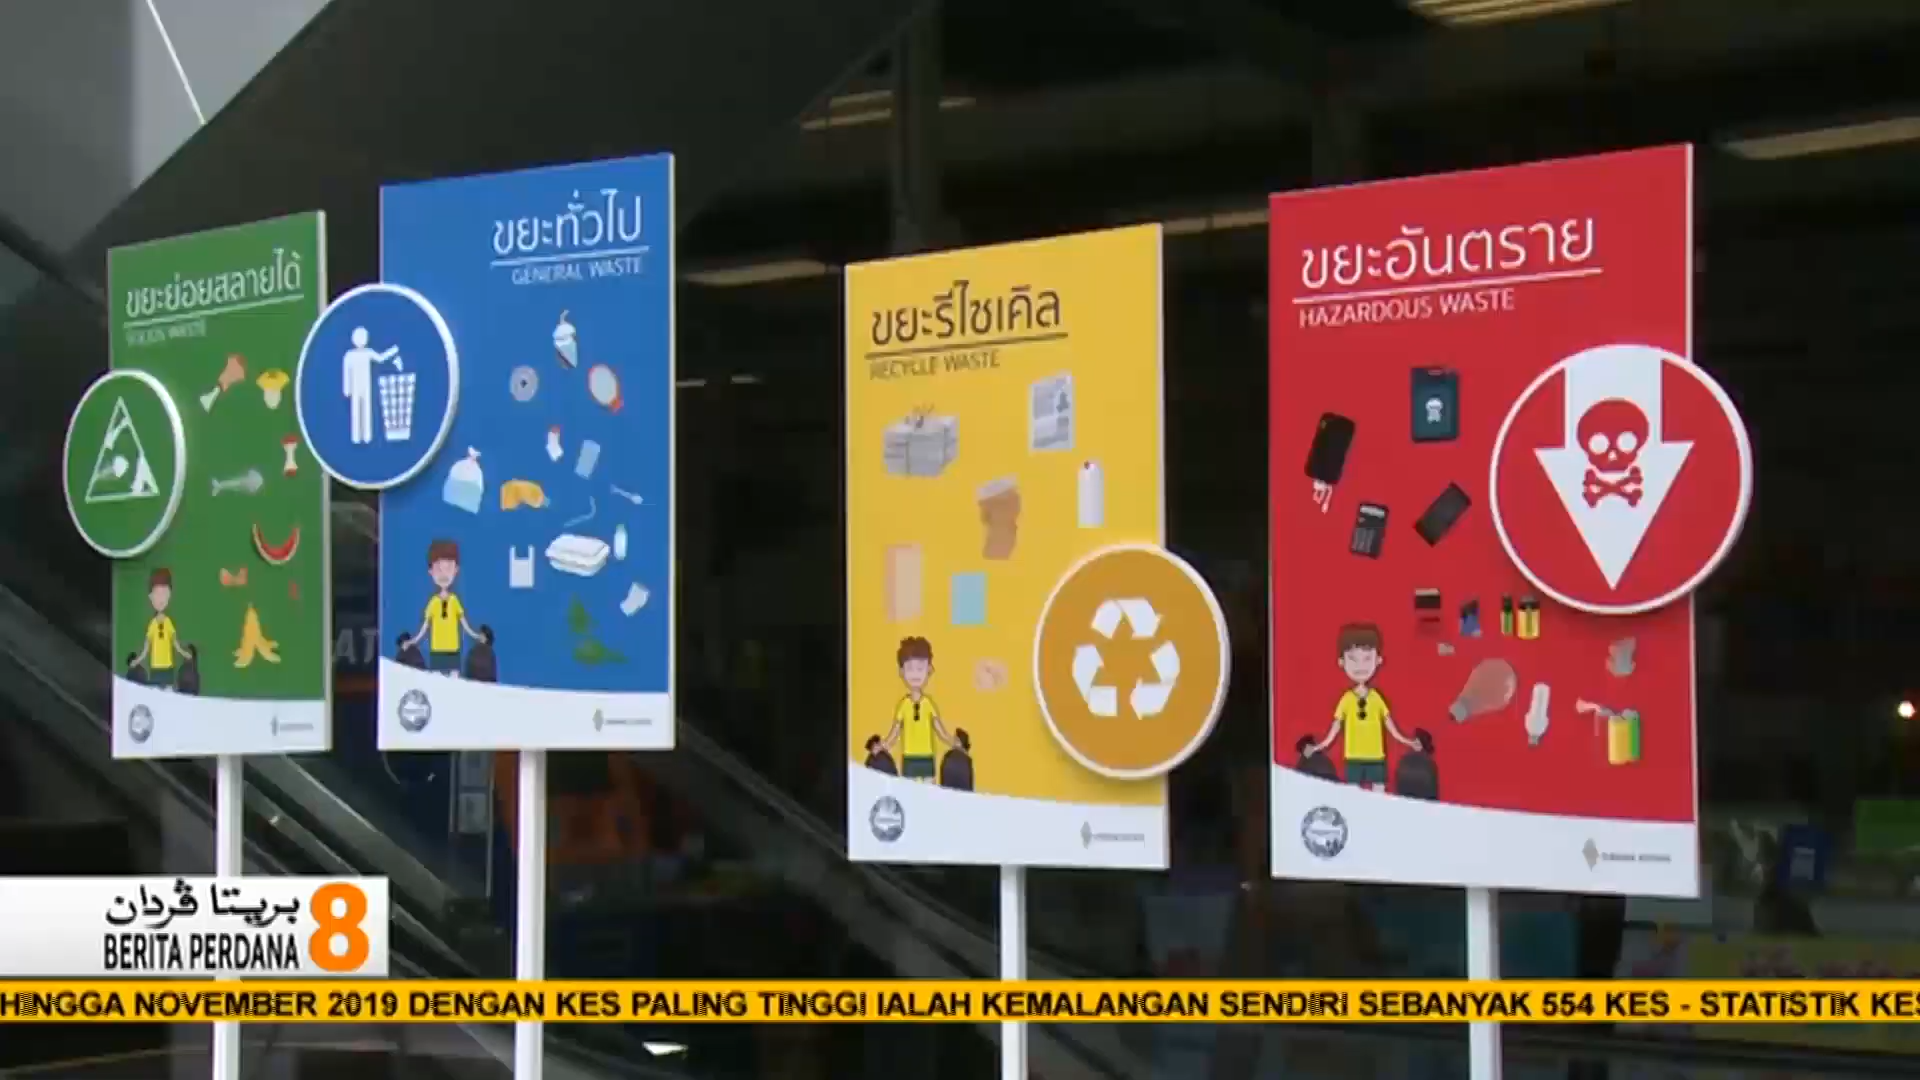 ขยะย่อยสลายได้
ขยะทั่วไป
GENERAL WASTE
ขยะรีไซเคิล
RECYCLE WASTE
ขยะอันตราย
HAZARDOUS WASTE
بريتا ڤردان
BERITA PERDANA 8
HINGGA NOVEMBER 2019 DENGAN KES PALING TINGGI IALAH KEMALANGAN SENDIRI SEBANYAK 554 KES - STATISTIK KES